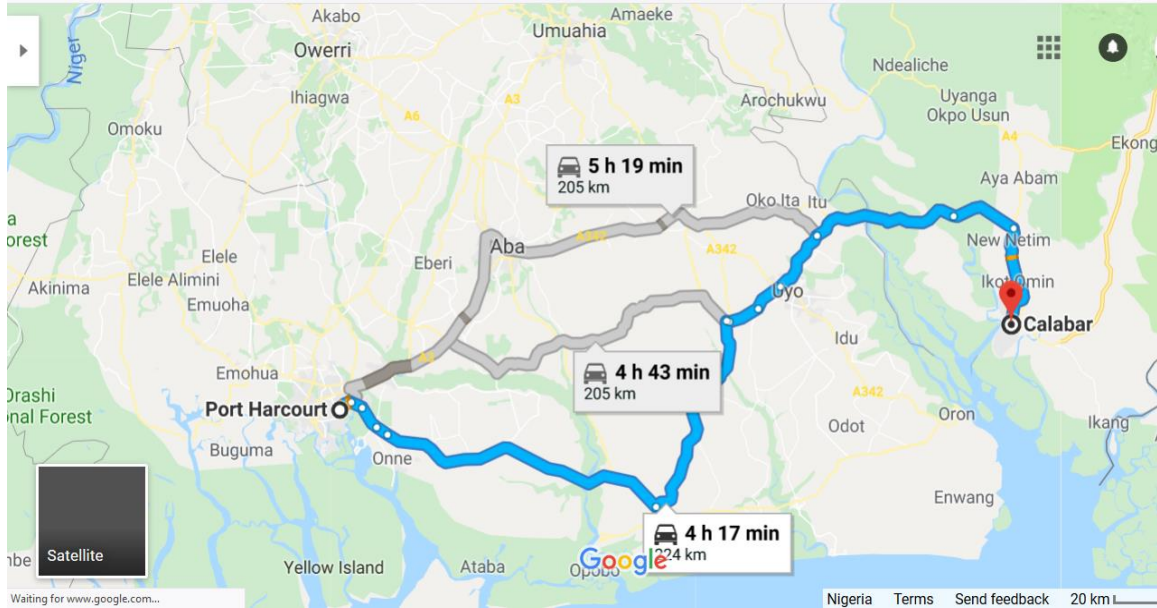 Akabo
Amaeke
Umuahia
Owerri
Niger
Ndealiche
Ihiagwa
A3
Arochukwu
Uyanga
Okpo Usun
A6
Omoku
A4
Ekong
5 h 19 min
205 km
Aya Abam
Oko Ita
Itu
orest
Aba
A342
A342
New Netim
Elele
Eberi
Elele Alimini
Akinima
Ikot Omin
Emuoha
Uyo
Calabar
Idu
A3
4 h 43 min
205 km
Emohua
Orashi
nal Forest
A342
Port Harcourt
Oron
Ikang
Odot
Buguma
Onne
Enwang
4 h 17 min
224 km
Satellite
Google
Yellow Island
Ataba
Opobo
Waiting for www.google.com...
Nigeria Terms Send feedback 20 km